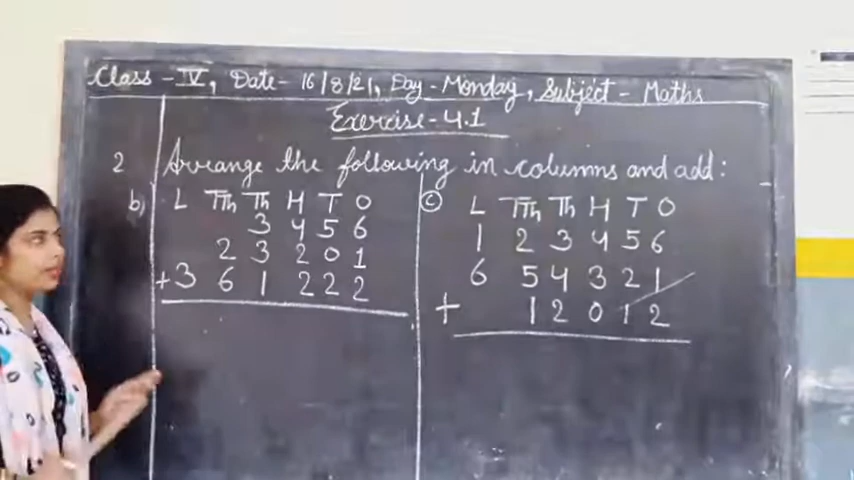 Class - IV, Date - 16/8/21, Day - Monday, Subject - Maths
Exercise - 4.1
2 Arrange the following in columns and add:
b) L TTh Th H T O
3 4 5 6
2 3 2 0 1
+ 3 6 1 2 2 2
c L TTh Th H T O
1 2 3 4 5 6
6 5 4 3 2 1
+ 1 2 0 1 2